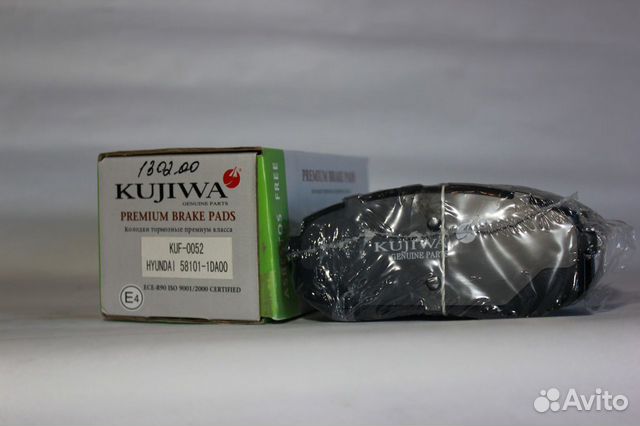 1302.00
KUJIWA
GENUINE PARTS
PREMIUM BRAKE PADS
Колодки тормозные премиум класса
KUF-0052
HYUNDAI 58101-1DA00
E4
ECE-R90 ISO 9001/2000 CERTIFIED
FREE
PREMIUM BRAKE PADS
KUJIWA
GENUINE PARTS
Avito